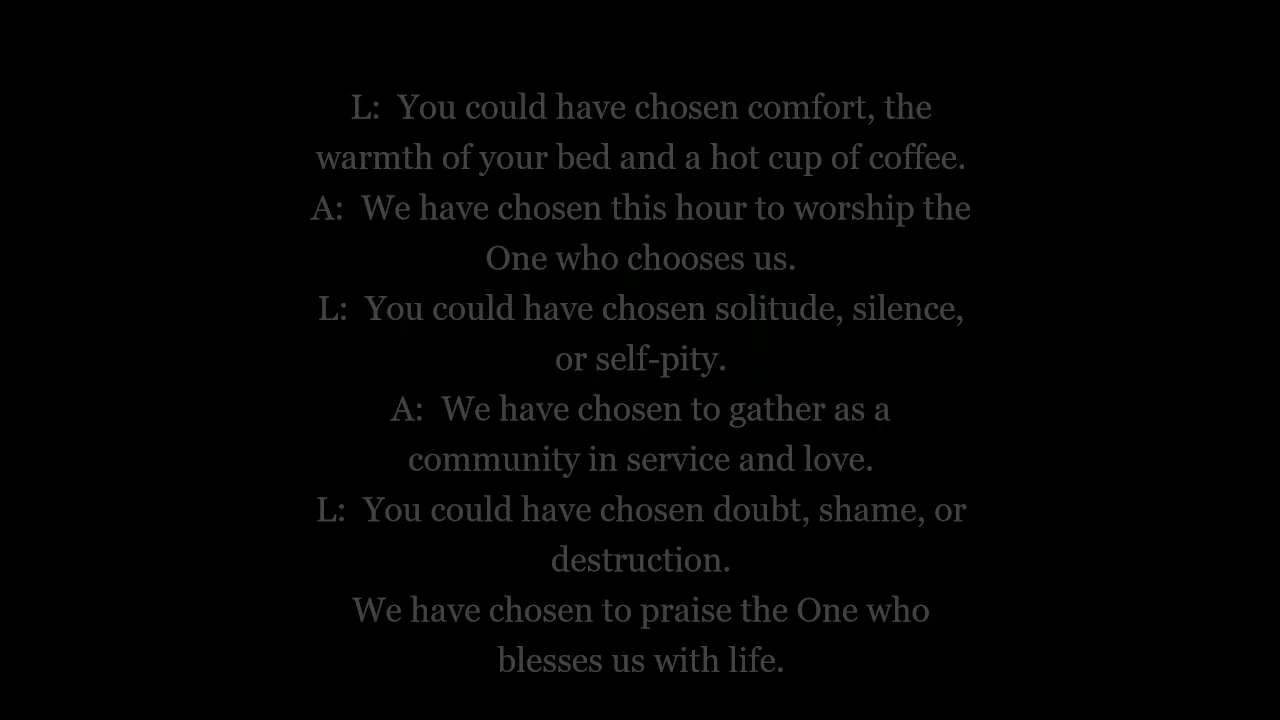 L:  You could have chosen comfort, the
warmth of your bed and a hot cup of coffee.
A:  We have chosen this hour to worship the
One who chooses us.
L:  You could have chosen solitude, silence,
or self-pity.
A:  We have chosen to gather as a
community in service and love.
L:  You could have chosen doubt, shame, or
destruction.
We have chosen to praise the One who
blesses us with life.